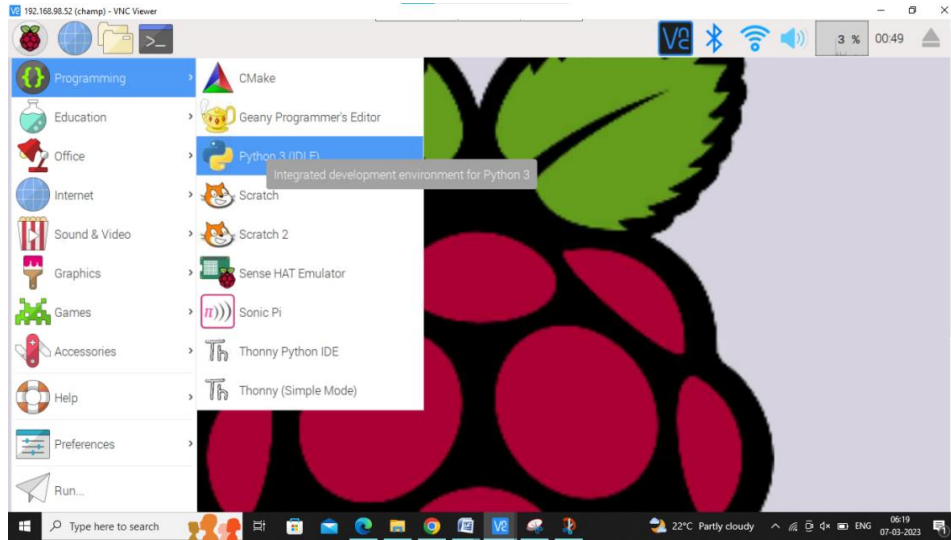 192.168.98.52 (champ) - VNC Viewer
3 %
00:49
Programming
Education
Office
Internet
Sound & Video
Graphics
Games
Accessories
Help
Preferences
Run...
CMake
Geany Programmer's Editor
Python 3 (IDLE)
Integrated development environment for Python 3
Scratch
Scratch 2
Sense HAT Emulator
Sonic Pi
Thonny Python IDE
Thonny (Simple Mode)
Type here to search
22°C Partly cloudy
ENG
06:19
07-03-2023